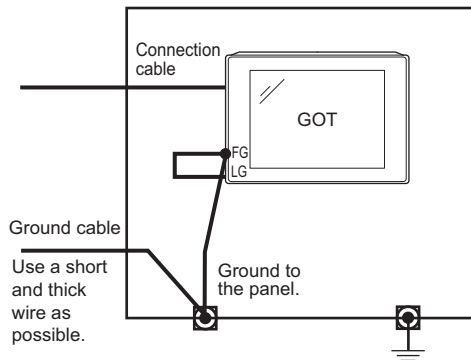 Connection
cable
GOT
FG
LG
Ground cable
Use a short
and thick
wire as
possible.
Ground to
the panel.